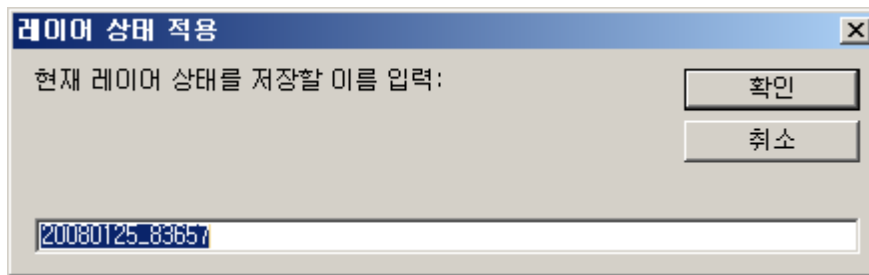 레이어 상태 적용
현재 레이어 상태를 저장할 이름 입력:
확인
취소
20080125_83657